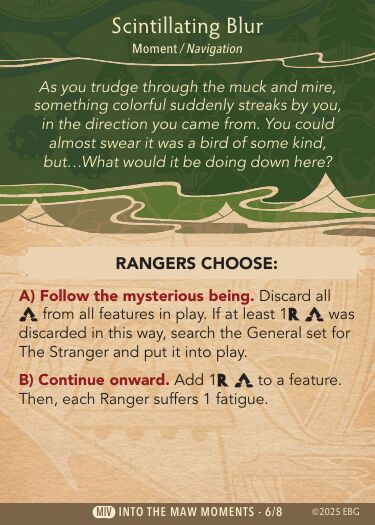 Scintillating Blur
Moment / Navigation
As you trudge through the muck and mire,
something colorful suddenly streaks by you,
in the direction you came from. You could
almost swear it was a bird of some kind,
but...What would it be doing down here?
RANGERS CHOOSE:
A) Follow the mysterious being. Discard all
from all features in play. If at least 1R was
discarded in this way, search the General set for
The Stranger and put it into play.
B) Continue onward. Add 1R to a feature.
Then, each Ranger suffers 1 fatigue.
MIV INTO THE MAW MOMENTS - 6/8 ©2025 EBG